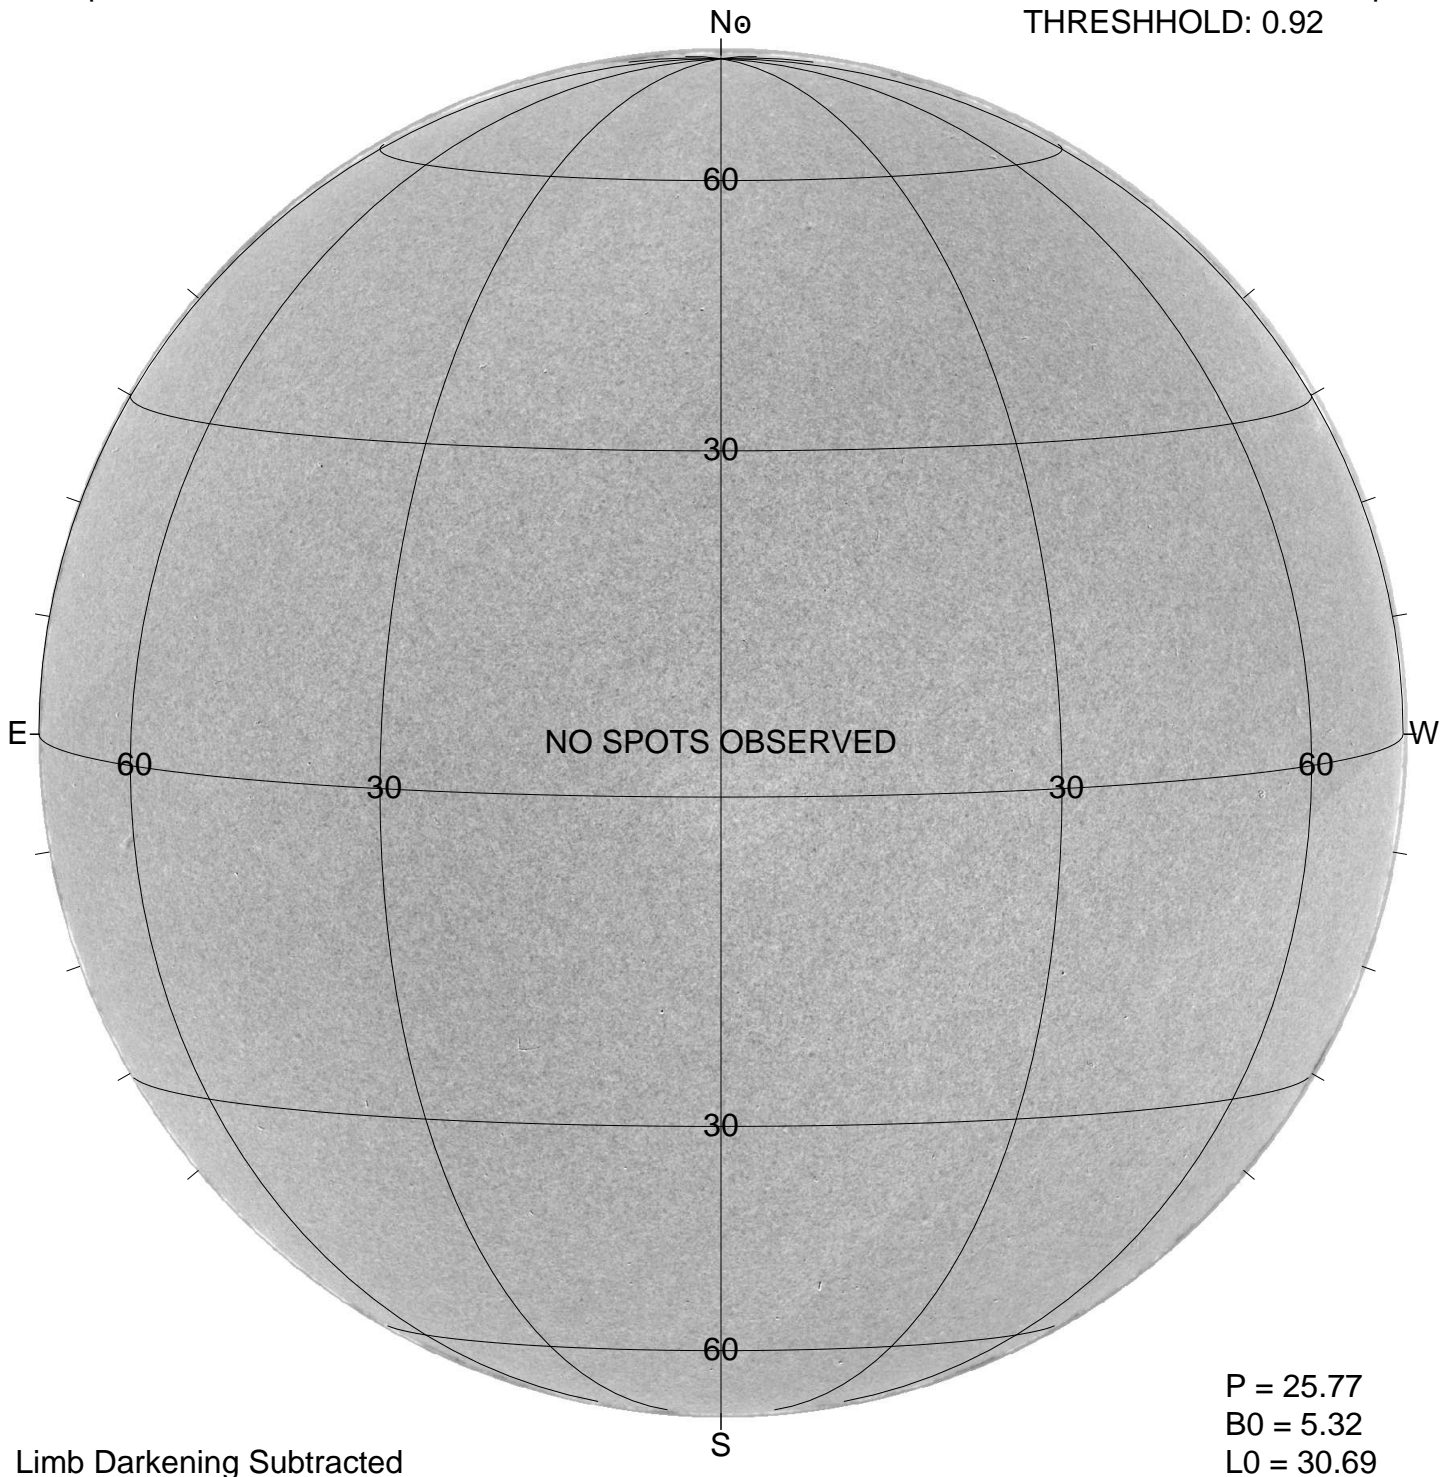 N⊙
THRESHHOLD: 0.92
60
30
E
W
NO SPOTS OBSERVED
60 30 30 60
30
60
S
P = 25.77
B0 = 5.32
L0 = 30.69
Limb Darkening Subtracted